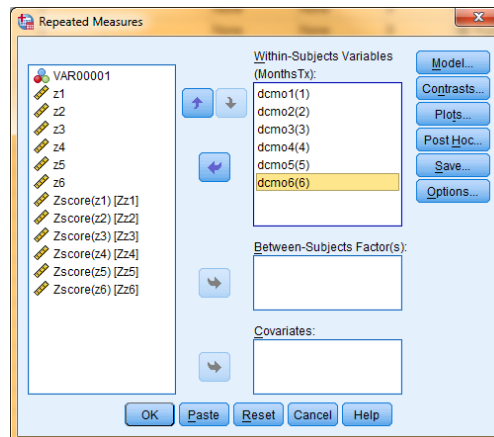 Repeated Measures
VAR00001
z1
z2
z3
z4
z5
z6
Zscore(z1) [Zz1]
Zscore(z2) [Zz2]
Zscore(z3) [Zz3]
Zscore(z4) [Zz4]
Zscore(z5) [Zz5]
Zscore(z6) [Zz6]
Within-Subjects Variables
(MonthsTx):
dcmo1(1)
dcmo2(2)
dcmo3(3)
dcmo4(4)
dcmo5(5)
dcmo6(6)
Between-Subjects Factor(s):
Covariates:
Model...
Contrasts...
Plots...
Post Hoc...
Save...
Options...
OK Paste Reset Cancel Help